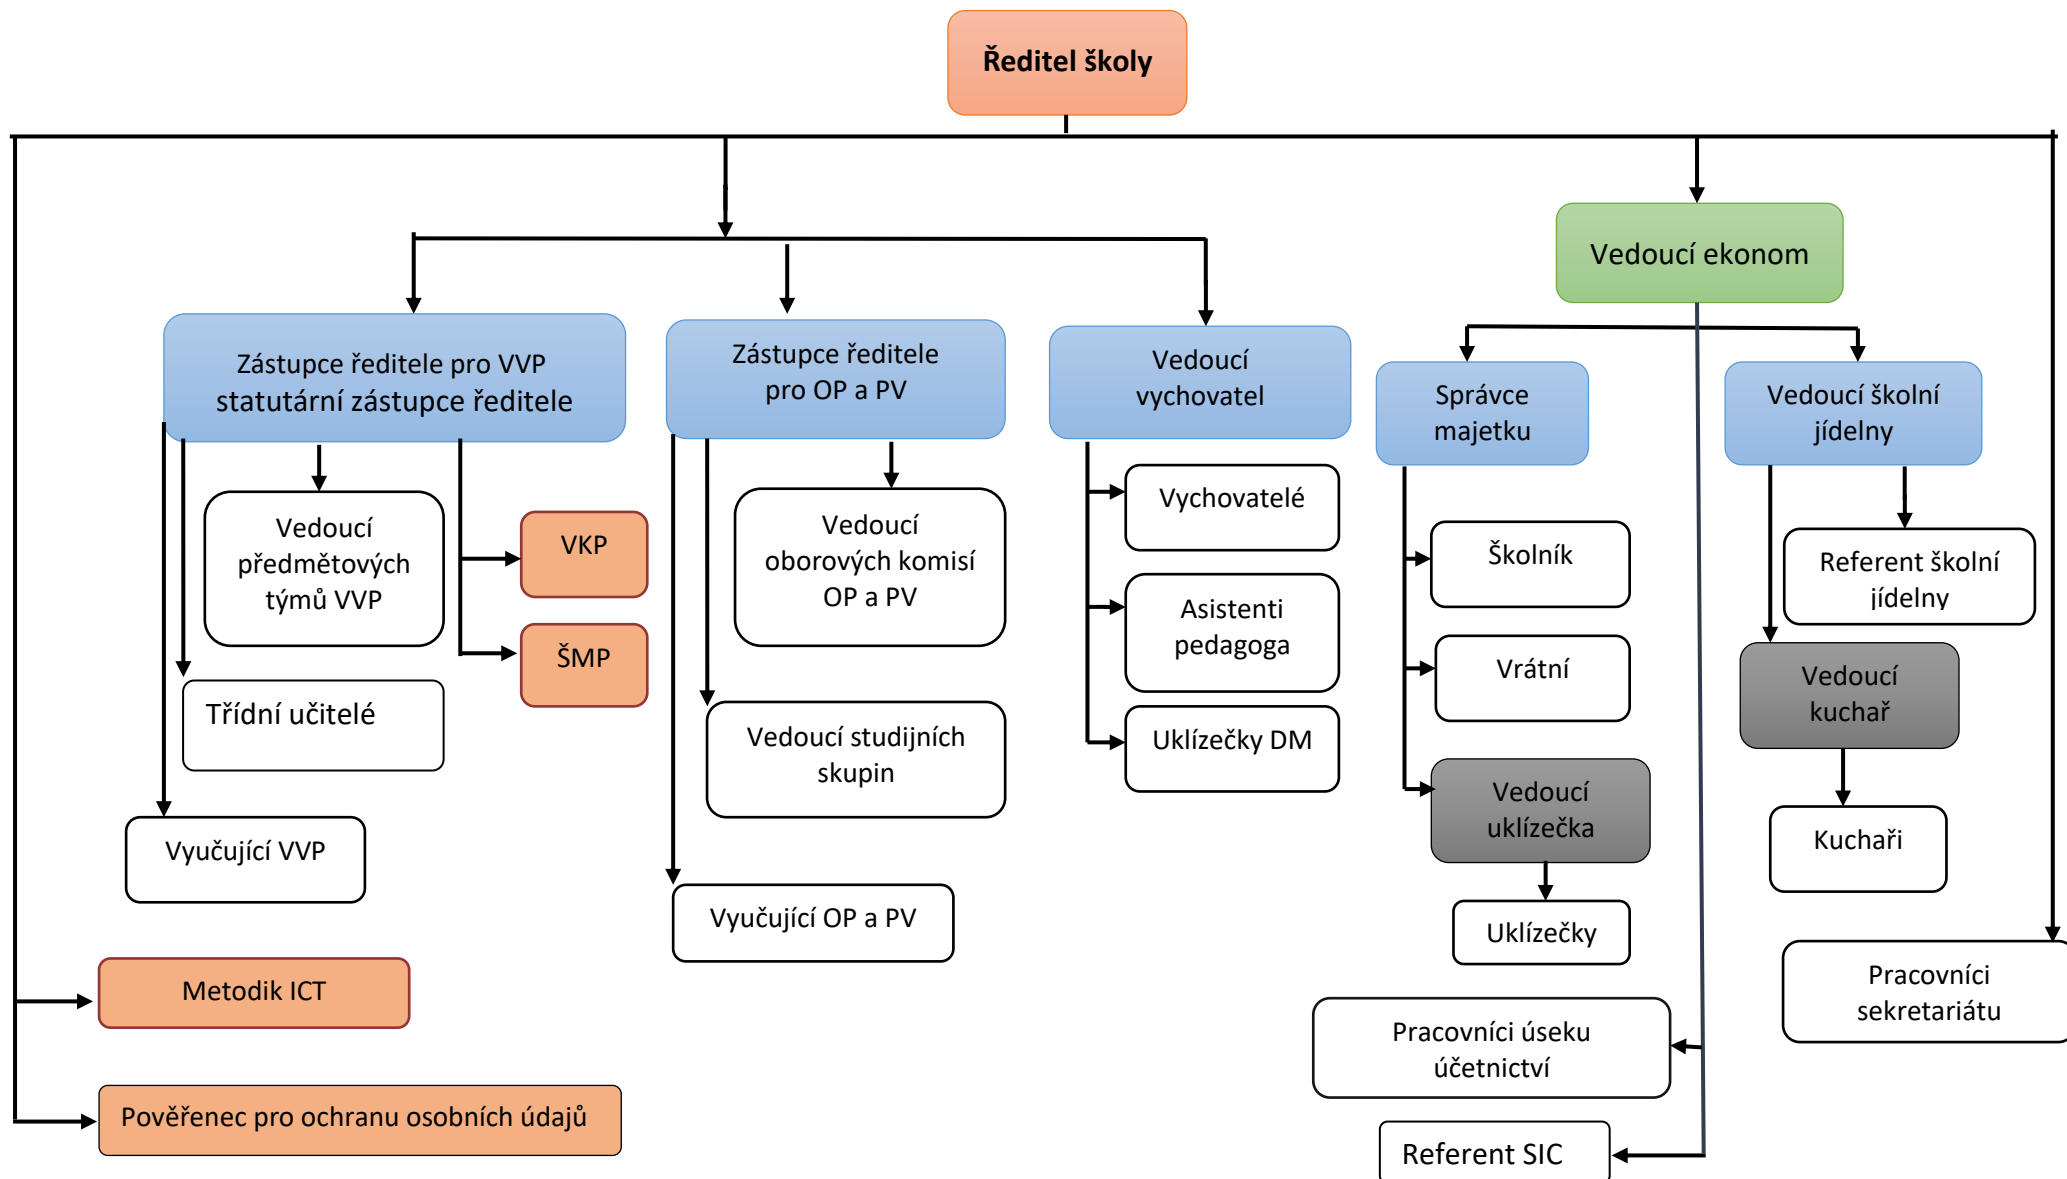 Ředitel školy
Vedoucí ekonom
Zástupce ředitele pro VVP
statutární zástupce ředitele
Zástupce ředitele
pro OP a PV
Vedoucí
vychovatel
Správce
majetku
Vedoucí školní
jídelny
Vedoucí
předmětových
týmů VVP
VKP
ŠMP
Třídní učitelé
Vyučující VVP
Vedoucí
oborových komisí
OP a PV
Vedoucí studijních
skupin
Vyučující OP a PV
Vychovatelé
Asistenti
pedagoga
Uklízečky DM
Školník
Vrátní
Vedoucí
uklízečka
Uklízečky
Referent školní
jídelny
Vedoucí
kuchař
Kuchaři
Pracovníci
sekretariátu
Metodik ICT
Pověřenec pro ochranu osobních údajů
Pracovníci úseku
účetnictví
Referent SIC